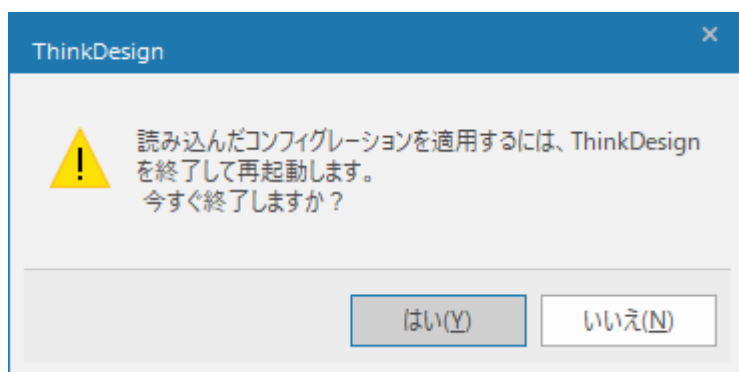 ThinkDesign
読み込んだコンフィグレーションを適用するには、ThinkDesign
を終了して再起動します。
今すぐ終了しますか？
はい(Y)
いいえ(N)